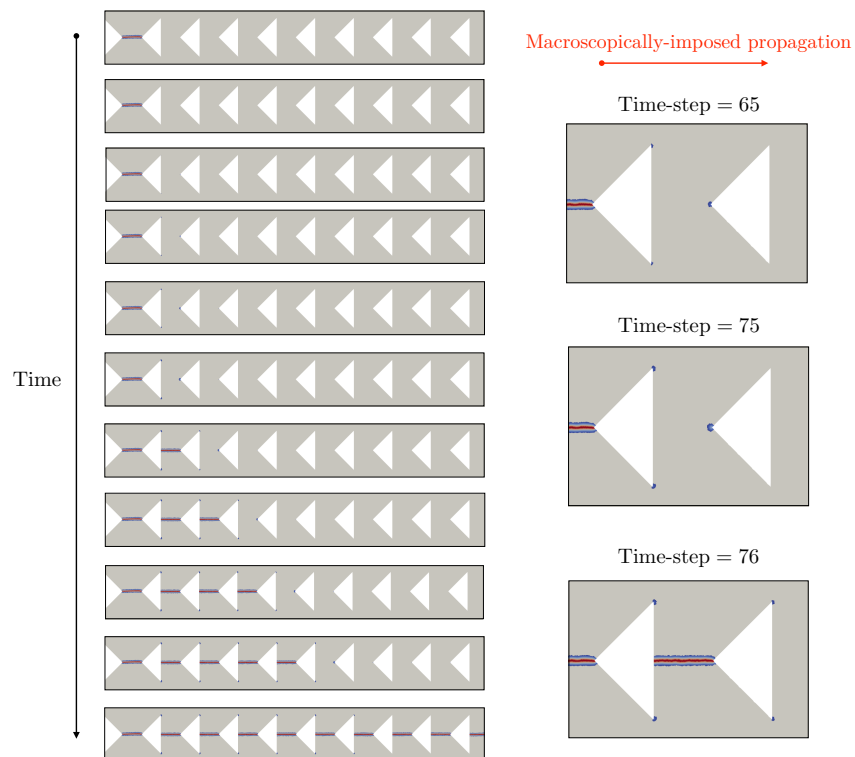 Time
Macroscopically-imposed propagation
Time-step = 65
Time-step = 75
Time-step = 76